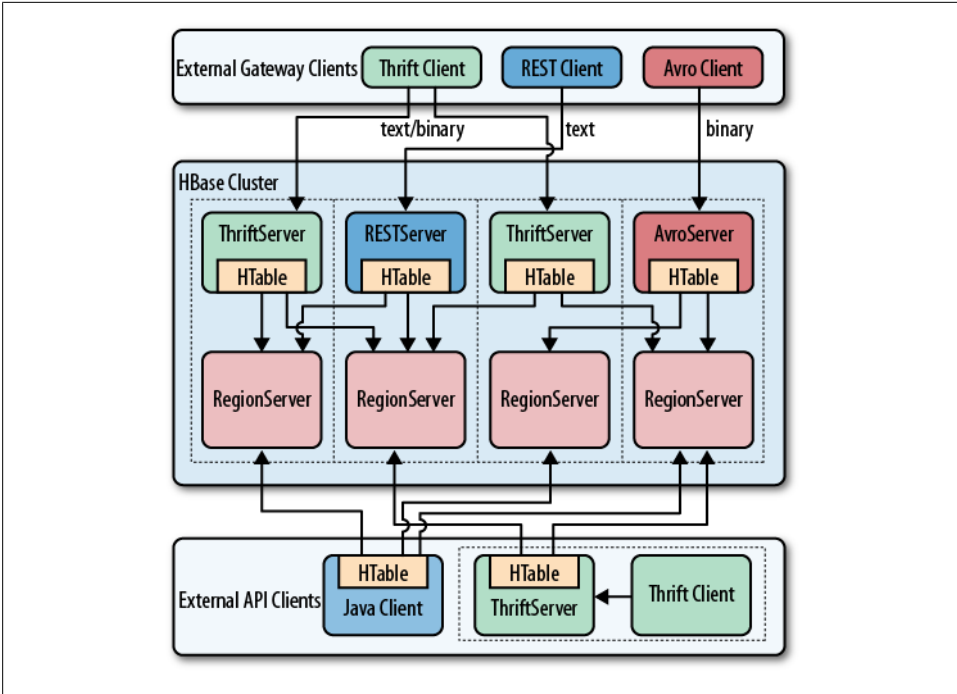 External Gateway Clients
Thrift Client
REST Client
Avro Client
text/binary
text
binary
HBase Cluster
ThriftServer
RESTServer
ThriftServer
AvroServer
HTable
HTable
HTable
HTable
RegionServer
RegionServer
RegionServer
RegionServer
External API Clients
HTable
Java Client
HTable
ThriftServer
Thrift Client